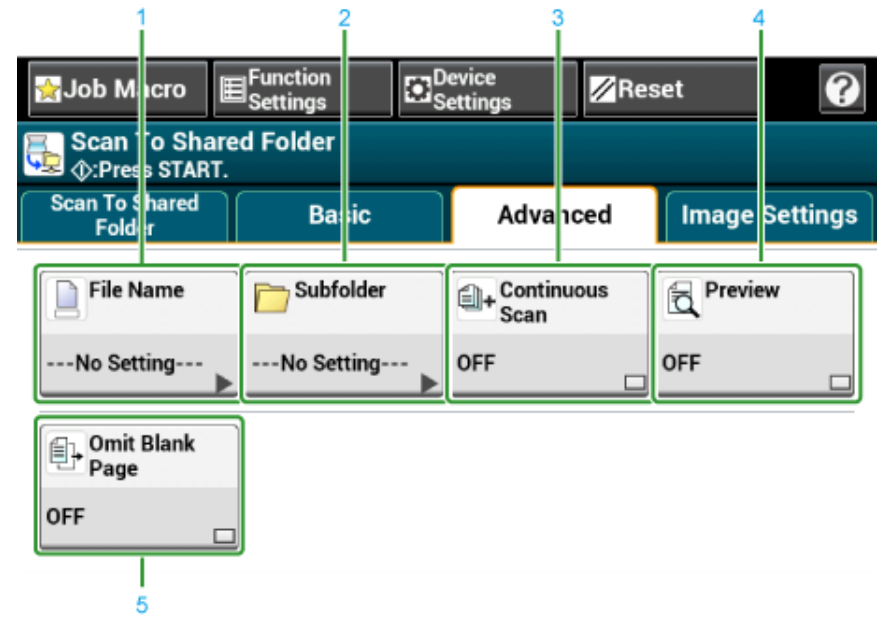 1 2 3 4
Job Macro Function Settings Device Settings Reset ?
Scan To Shared Folder
:Press START.
Scan To Shared Folder Basic Advanced Image Settings
File Name Subfolder Continuous Scan Preview
---No Setting--- ---No Setting--- OFF OFF
Omit Blank
Page
OFF
5